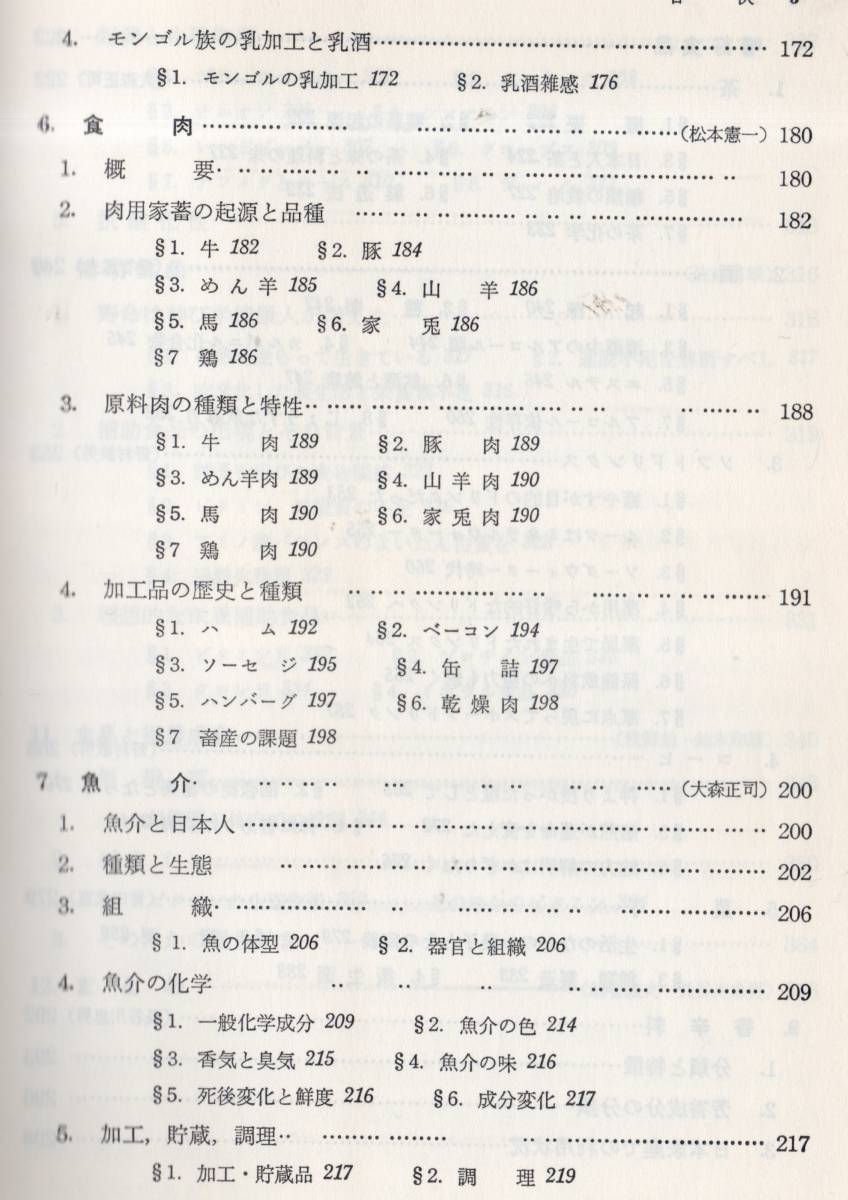 4. モンゴル族の乳加工と乳酒 172
§1. モンゴルの乳加工 172 §2. 乳酒雑感 176
6. 食 肉 (松本憲一) 180
1. 概 要 180
2. 肉用家蓄の起源と品種 182
§1. 牛 182 §2. 豚 184
§3. めん羊 185 §4. 山 羊 186
§5. 馬 186 §6. 家 兎 186
§7 鶏 186
3. 原料肉の種類と特性 188
§1. 牛 肉 189 §2. 豚 肉 189
§3. めん羊肉 189 §4. 山羊肉 190
§5. 馬 肉 190 §6. 家兎肉 190
§7 鶏 肉 190
4. 加工品の歴史と種類 191
§1. ハ ム 192 §2. ベーコン 194
§3. ソーセージ 195 §4. 缶 詰 197
§5. ハンバーグ 197 §6. 乾燥肉 198
§7 畜産の課題 198
7 魚 介 (大森正司) 200
1. 魚介と日本人 200
2. 種類と生態 202
3. 組 織 206
§1. 魚の体型 206 §2. 器官と組織 206
4. 魚介の化学 209
§1. 一般化学成分 209 §2. 魚介の色 214
§3. 香気と臭気 215 §4. 魚介の味 216
§5. 死後変化と鮮度 216 §6. 成分変化 217
5. 加工，貯蔵，調理 217
§1. 加工・貯蔵品 217 §2. 調 理 219